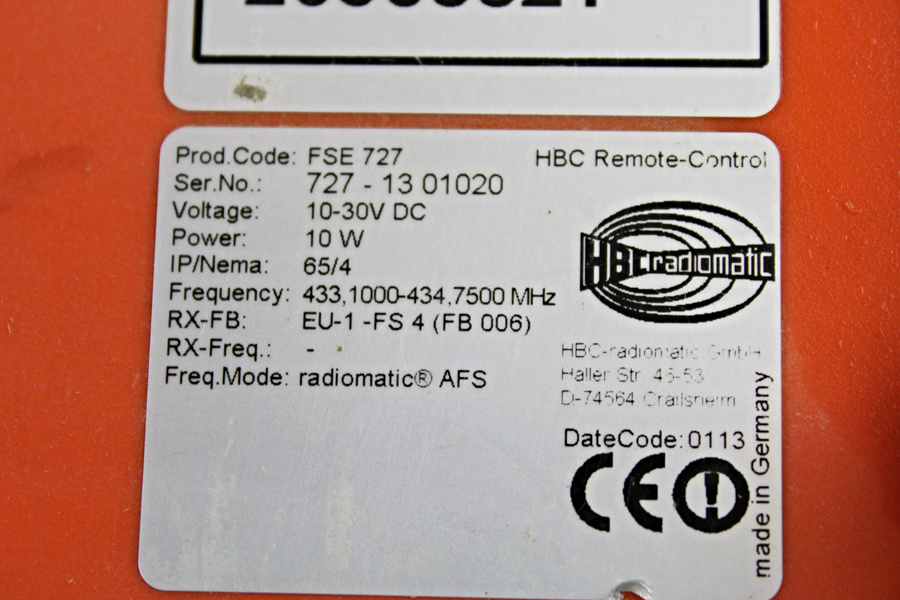 Prod.Code: FSE 727
HBC Remote-Control
Ser.No.: 727 - 13 01020
Voltage: 10-30V DC
Power: 10 W
IP/Nema: 65/4
Frequency: 433,1000-434,7500 MHz
RX-FB: EU-1 -FS 4 (FB 006)
RX-Freq.: -
Freq.Mode: radiomatic® AFS
HBC radiomatic
HBC-radiomatic GmbH
Haller Str. 45-53
D-74564 Crailsheim
DateCode: 0113
CE
made in Germany